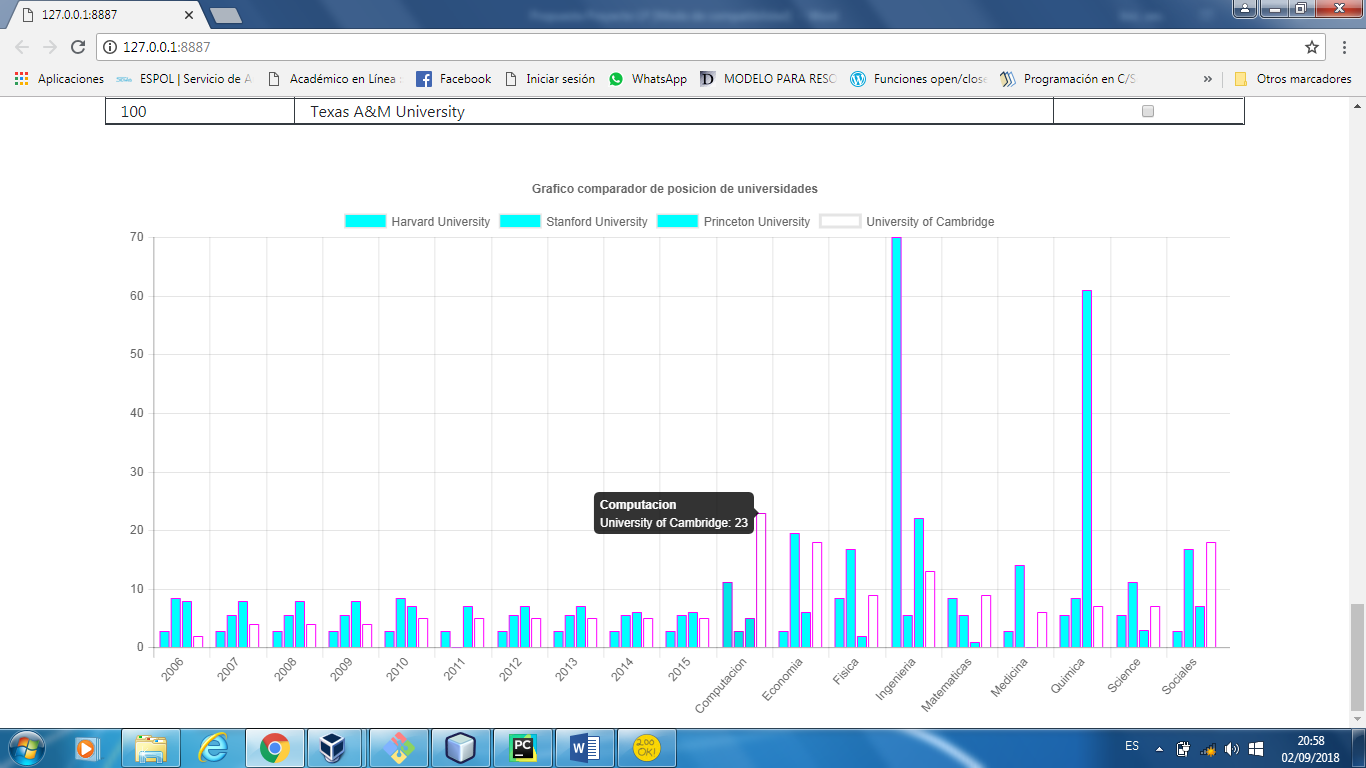 127.0.0.1:8887
127.0.0.1:8887
Aplicaciones ESPOL | Servicio de A Académico en Línea Facebook Iniciar sesión WhatsApp MODELO PARA RESO Funciones open/close Programación en C/S » Otros marcadores
100 Texas A&M University
Grafico comparador de posicion de universidades
Harvard University Stanford University Princeton University University of Cambridge
70
60
50
40
30
20
10
0
Computacion
University of Cambridge: 23
2006 2007 2008 2009 2010 2011 2012 2013 2014 2015 Computacion Economia Fisica Ingenieria Matematicas Medicina Quimica Science Sociales
PC
W
200 OK!
ES
20:58
02/09/2018